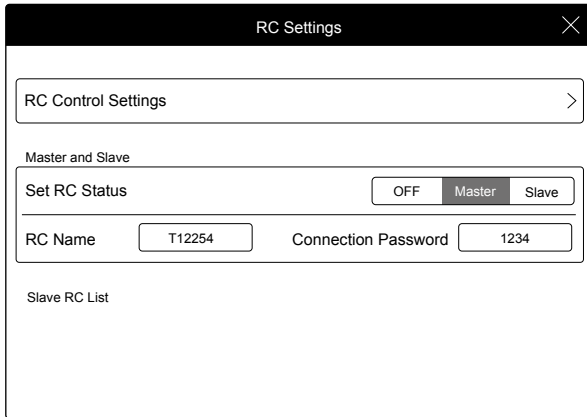 RC Settings
RC Control Settings
Master and Slave
Set RC Status OFF Master Slave
RC Name T12254 Connection Password 1234
Slave RC List